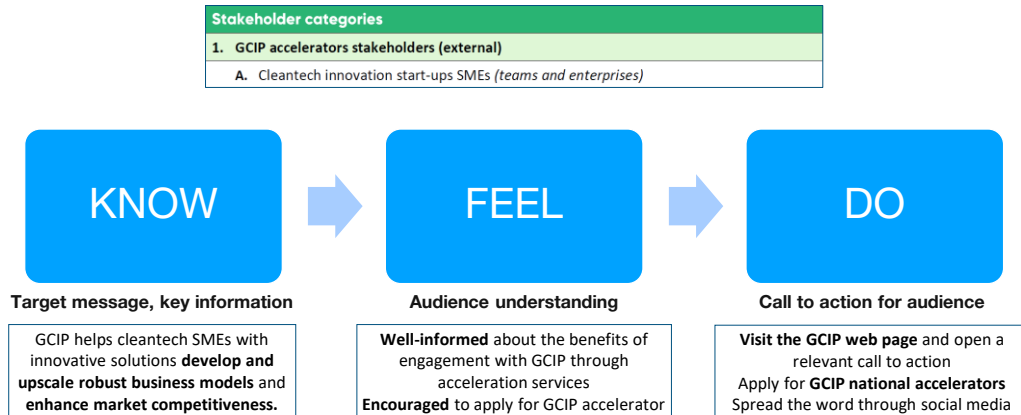 Stakeholder categories
1. GCIP accelerators stakeholders (external)
A. Cleantech innovation start-ups SMEs (teams and enterprises)
KNOW
FEEL
DO
Target message, key information
Audience understanding
Call to action for audience
GCIP helps cleantech SMEs with
innovative solutions develop and
upscale robust business models and
enhance market competitiveness.
Well-informed about the benefits of
engagement with GCIP through
acceleration services
Encouraged to apply for GCIP accelerator
Visit the GCIP web page and open a
relevant call to action
Apply for GCIP national accelerators
Spread the word through social media